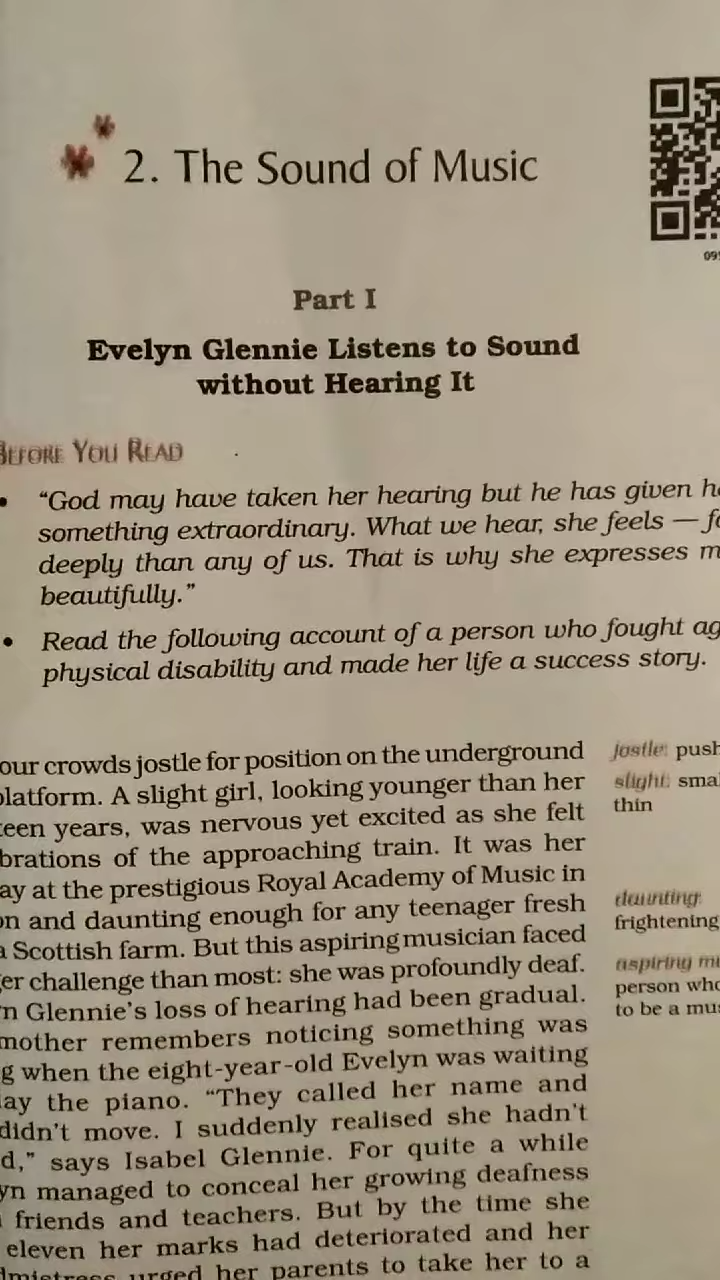 2. The Sound of Music
Part I
Evelyn Glennie Listens to Sound
without Hearing It
BEFORE YOU READ
• “God may have taken her hearing but he has given
something extraordinary. What we hear, she feels —
deeply than any of us. That is why she expresses
beautifully.”
• Read the following account of a person who fought
physical disability and made her life a success story.
our crowds jostle for position on the underground
platform. A slight girl, looking younger than her
teen years, was nervous yet excited as she felt
brations of the approaching train. It was her
ay at the prestigious Royal Academy of Music in
on and daunting enough for any teenager fresh
a Scottish farm. But this aspiring musician faced
er challenge than most: she was profoundly deaf.
n Glennie’s loss of hearing had been gradual.
mother remembers noticing something was
g when the eight-year-old Evelyn was waiting
ay the piano. “They called her name and
didn’t move. I suddenly realised she hadn’t
d,” says Isabel Glennie. For quite a while
yn managed to conceal her growing deafness
friends and teachers. But by the time she
eleven her marks had deteriorated and her
urged her parents to take her to a
jostle: push
slight:
thin
daunting:
frightening
aspiring
person who
to be a